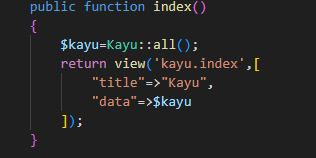 public function index()
{
    $kayu=Kayu::all();
    return view('kayu.index',[
        "title"=>"Kayu",
        "data"=>$kayu
    ]);
}